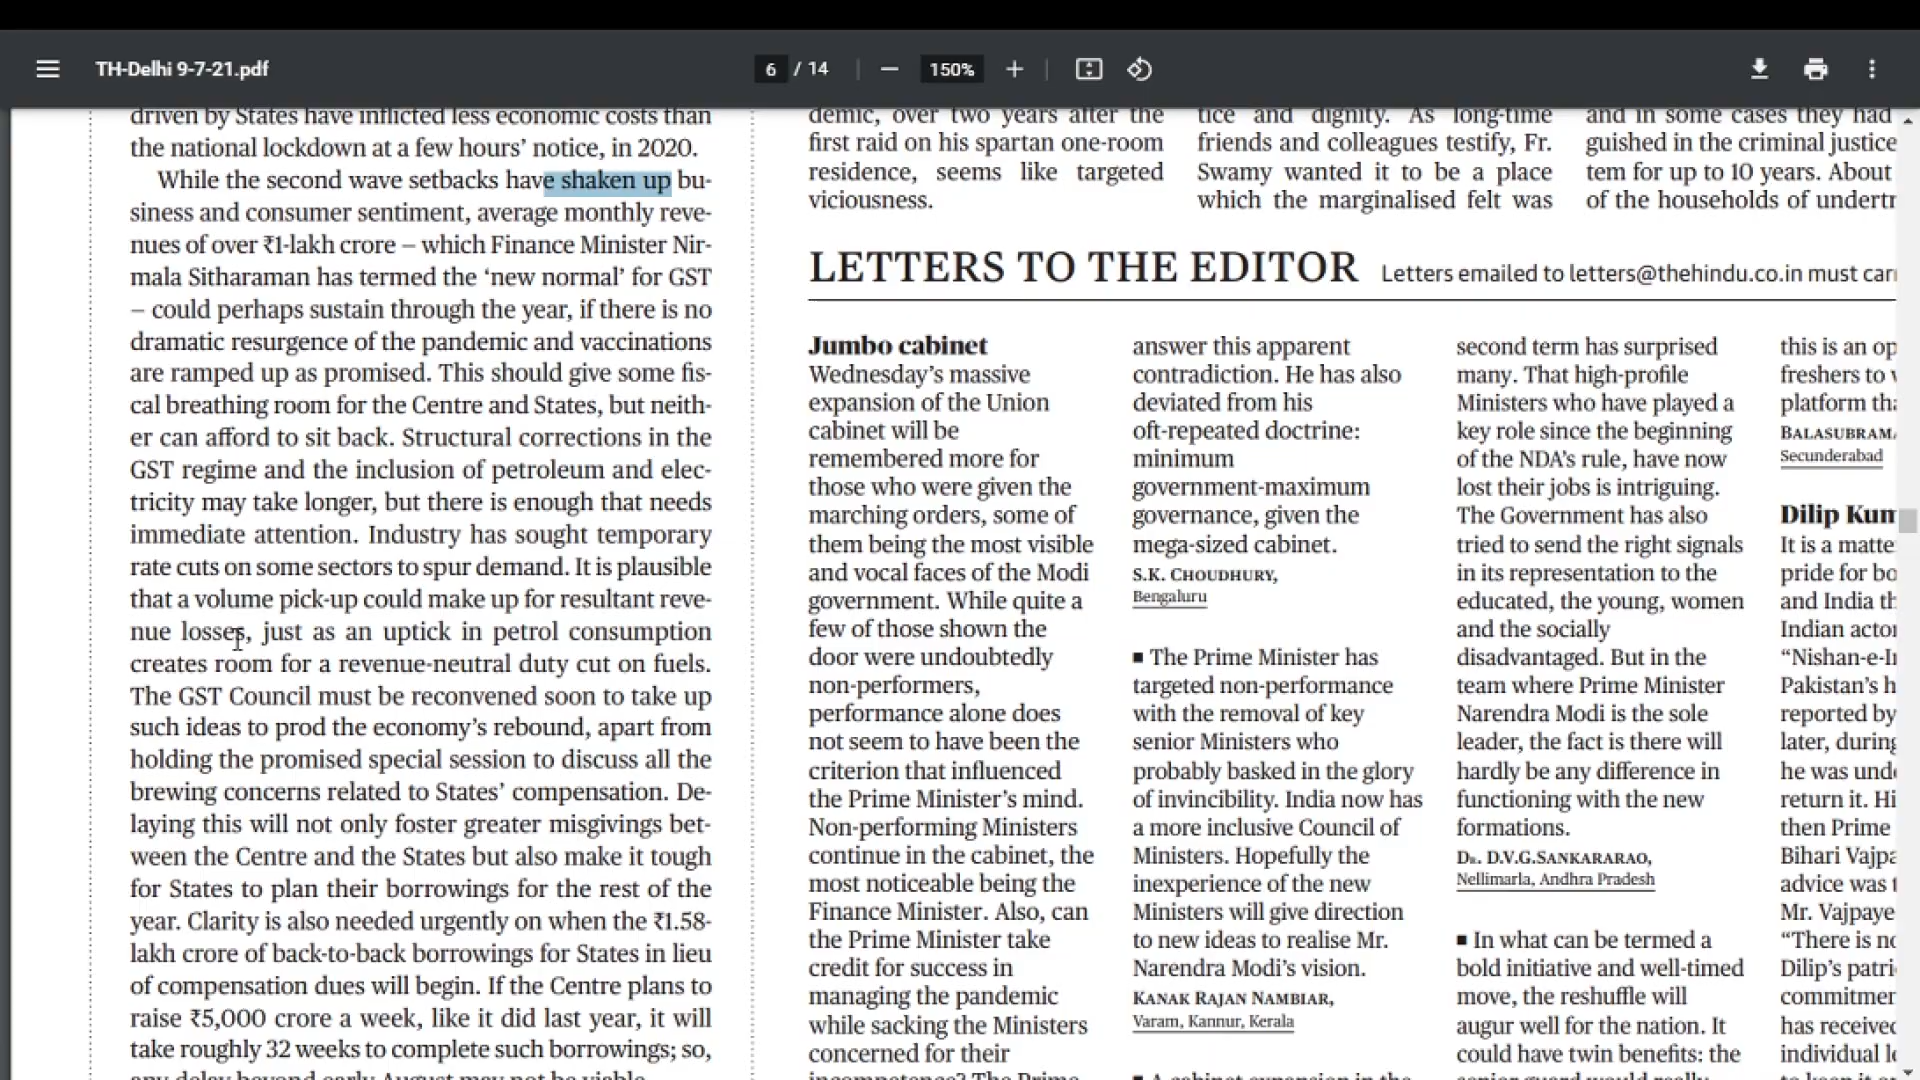 TH-Delhi 9-7-21.pdf
6 / 14
150%
driven by States have inflicted less economic costs than
the national lockdown at a few hours' notice, in 2020.
While the second wave setbacks have shaken up bu-
siness and consumer sentiment, average monthly reve-
nues of over ₹1-lakh crore – which Finance Minister Nir-
mala Sitharaman has termed the 'new normal' for GST
– could perhaps sustain through the year, if there is no
dramatic resurgence of the pandemic and vaccinations
are ramped up as promised. This should give some fis-
cal breathing room for the Centre and States, but neith-
er can afford to sit back. Structural corrections in the
GST regime and the inclusion of petroleum and elec-
tricity may take longer, but there is enough that needs
immediate attention. Industry has sought temporary
rate cuts on some sectors to spur demand. It is plausible
that a volume pick-up could make up for resultant reve-
nue losses, just as an uptick in petrol consumption
creates room for a revenue-neutral duty cut on fuels.
The GST Council must be reconvened soon to take up
such ideas to prod the economy's rebound, apart from
holding the promised special session to discuss all the
brewing concerns related to States' compensation. De-
laying this will not only foster greater misgivings bet-
ween the Centre and the States but also make it tough
for States to plan their borrowings for the rest of the
year. Clarity is also needed urgently on when the ₹1.58-
lakh crore of back-to-back borrowings for States in lieu
of compensation dues will begin. If the Centre plans to
raise ₹5,000 crore a week, like it did last year, it will
take roughly 32 weeks to complete such borrowings; so,
any delay beyond early August may not be viable.
demic, over two years after the
first raid on his spartan one-room
residence, seems like targeted
viciousness.
tice and dignity. As long-time
friends and colleagues testify, Fr.
Swamy wanted it to be a place
which the marginalised felt was
and in some cases they had
guished in the criminal justice
tem for up to 10 years. About
of the households of undertr
LETTERS TO THE EDITOR
Letters emailed to letters@thehindu.co.in must car
Jumbo cabinet
Wednesday's massive
expansion of the Union
cabinet will be
remembered more for
those who were given the
marching orders, some of
them being the most visible
and vocal faces of the Modi
government. While quite a
few of those shown the
door were undoubtedly
non-performers,
performance alone does
not seem to have been the
criterion that influenced
the Prime Minister's mind.
Non-performing Ministers
continue in the cabinet, the
most noticeable being the
Finance Minister. Also, can
the Prime Minister take
credit for success in
managing the pandemic
while sacking the Ministers
concerned for their
incompetence? The Prime
answer this apparent
contradiction. He has also
deviated from his
oft-repeated doctrine:
minimum
government-maximum
governance, given the
mega-sized cabinet.
S.K. CHOUDHURY,
Bengaluru
■ The Prime Minister has
targeted non-performance
with the removal of key
senior Ministers who
probably basked in the glory
of invincibility. India now has
a more inclusive Council of
Ministers. Hopefully the
inexperience of the new
Ministers will give direction
to new ideas to realise Mr.
Narendra Modi's vision.
KANAK RAJAN NAMBIAR,
Varam, Kannur, Kerala
■ A cabinet expansion in the
second term has surprised
many. That high-profile
Ministers who have played a
key role since the beginning
of the NDA's rule, have now
lost their jobs is intriguing.
The Government has also
tried to send the right signals
in its representation to the
educated, the young, women
and the socially
disadvantaged. But in the
team where Prime Minister
Narendra Modi is the sole
leader, the fact is there will
hardly be any difference in
functioning with the new
formations.
DR. D.V.G.SANKARARAO,
Nellimarla, Andhra Pradesh
■ In what can be termed a
bold initiative and well-timed
move, the reshuffle will
augur well for the nation. It
could have twin benefits: the
senior guard would really
this is an op
freshers to
platform tha
BALASUBRAMA
Secunderabad
Dilip Kum
It is a matte
pride for bo
and India th
Indian actor
"Nishan-e-I
Pakistan's h
reported by
later, during
he was und
return it. Hi
then Prime
Bihari Vajpa
advice was t
Mr. Vajpaye
"There is no
Dilip's patri
commitmen
has received
individual le
to keep it o